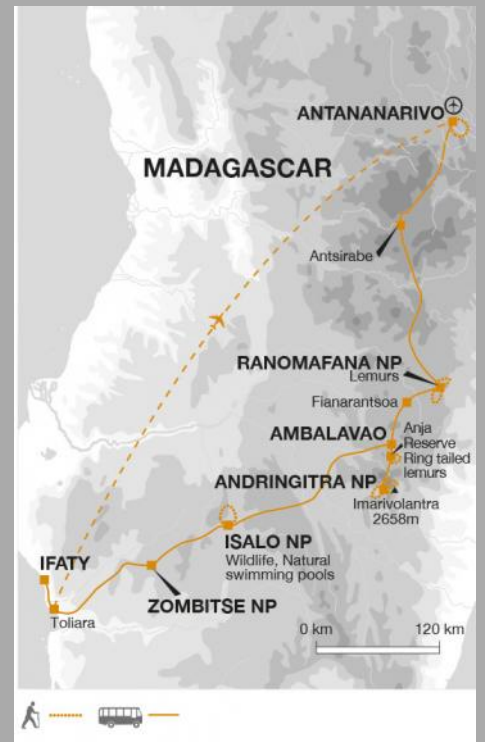 ANTANANARIVO
MADAGASCAR
Antsirabe
RANOMAFANA NP
Lemurs
Fianarantsoa
AMBALAVAO
Anja
Reserve
Ring tailed
lemurs
ANDRINGITRA NP
Imarivolantra
2658m
ISALO NP
Wildlife, Natural
swimming pools
IFATY
ZOMBITSE NP
Toliara
0 km
120 km